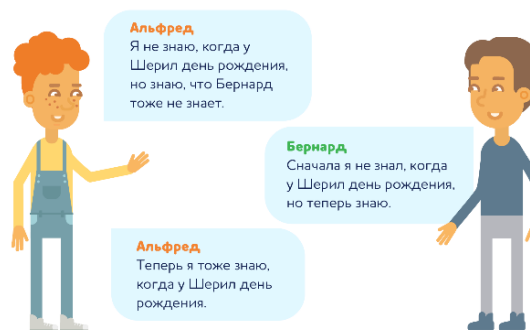 Альфред
Я не знаю, когда у
Шерил день рождения,
но знаю, что Бернард
тоже не знает.
Бернард
Сначала я не знал, когда
у Шерил день рождения,
но теперь знаю.
Альфред
Теперь я тоже знаю,
когда у Шерил день
рождения.